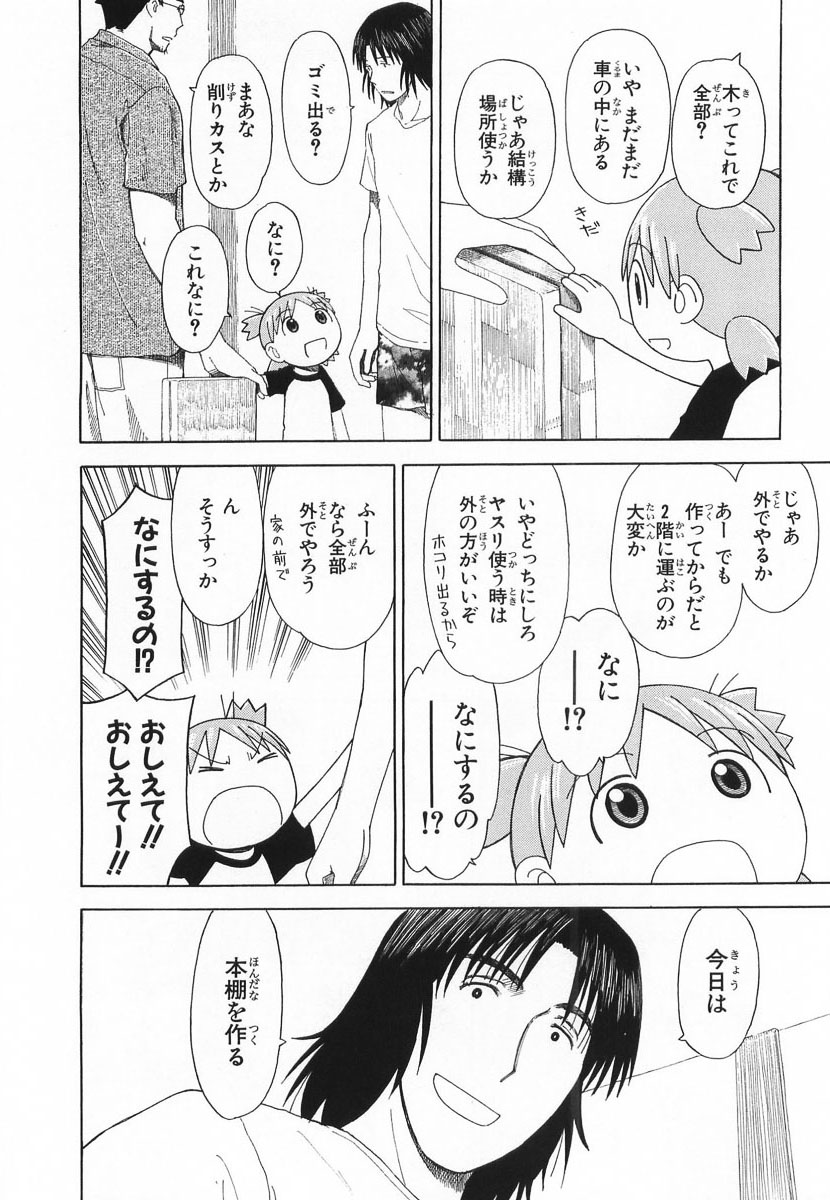 木ってこれで
全部?
いや まだまだ
車の中にある
じゃあ結構
場所使うか
きだ
ゴミ出る?
まあな
削りカスとか
なに?
これなに?
じゃあ
外でやるか
あー でも
作ってからだと
2階に運ぶのが
大変か
なに
——!?
いやどっちにしろ
ヤスリ使う時は
外の方がいいぞ
ホコリ出るから
なにするの
——!?
ふーん
なら全部
外でやろう
家の前で
ん
そうすっか
なにするの!?
おしえて!!
おしえてー!!
今日は
本棚を作る